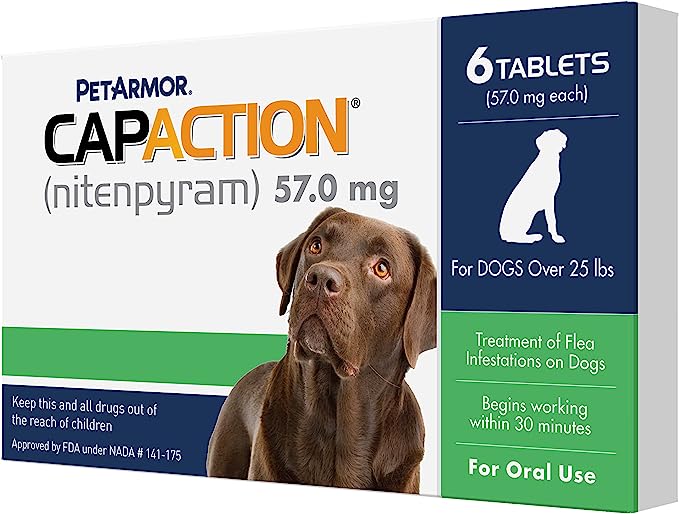 PETARMOR®
CAPACTION®
(nitenpyram) 57.0 mg
Keep this and all drugs out of
the reach of children
Approved by FDA under NADA # 141-175
6 TABLETS
(57.0 mg each)
For DOGS Over 25 lbs
Treatment of Flea
Infestations on Dogs
Begins working
within 30 minutes
For Oral Use